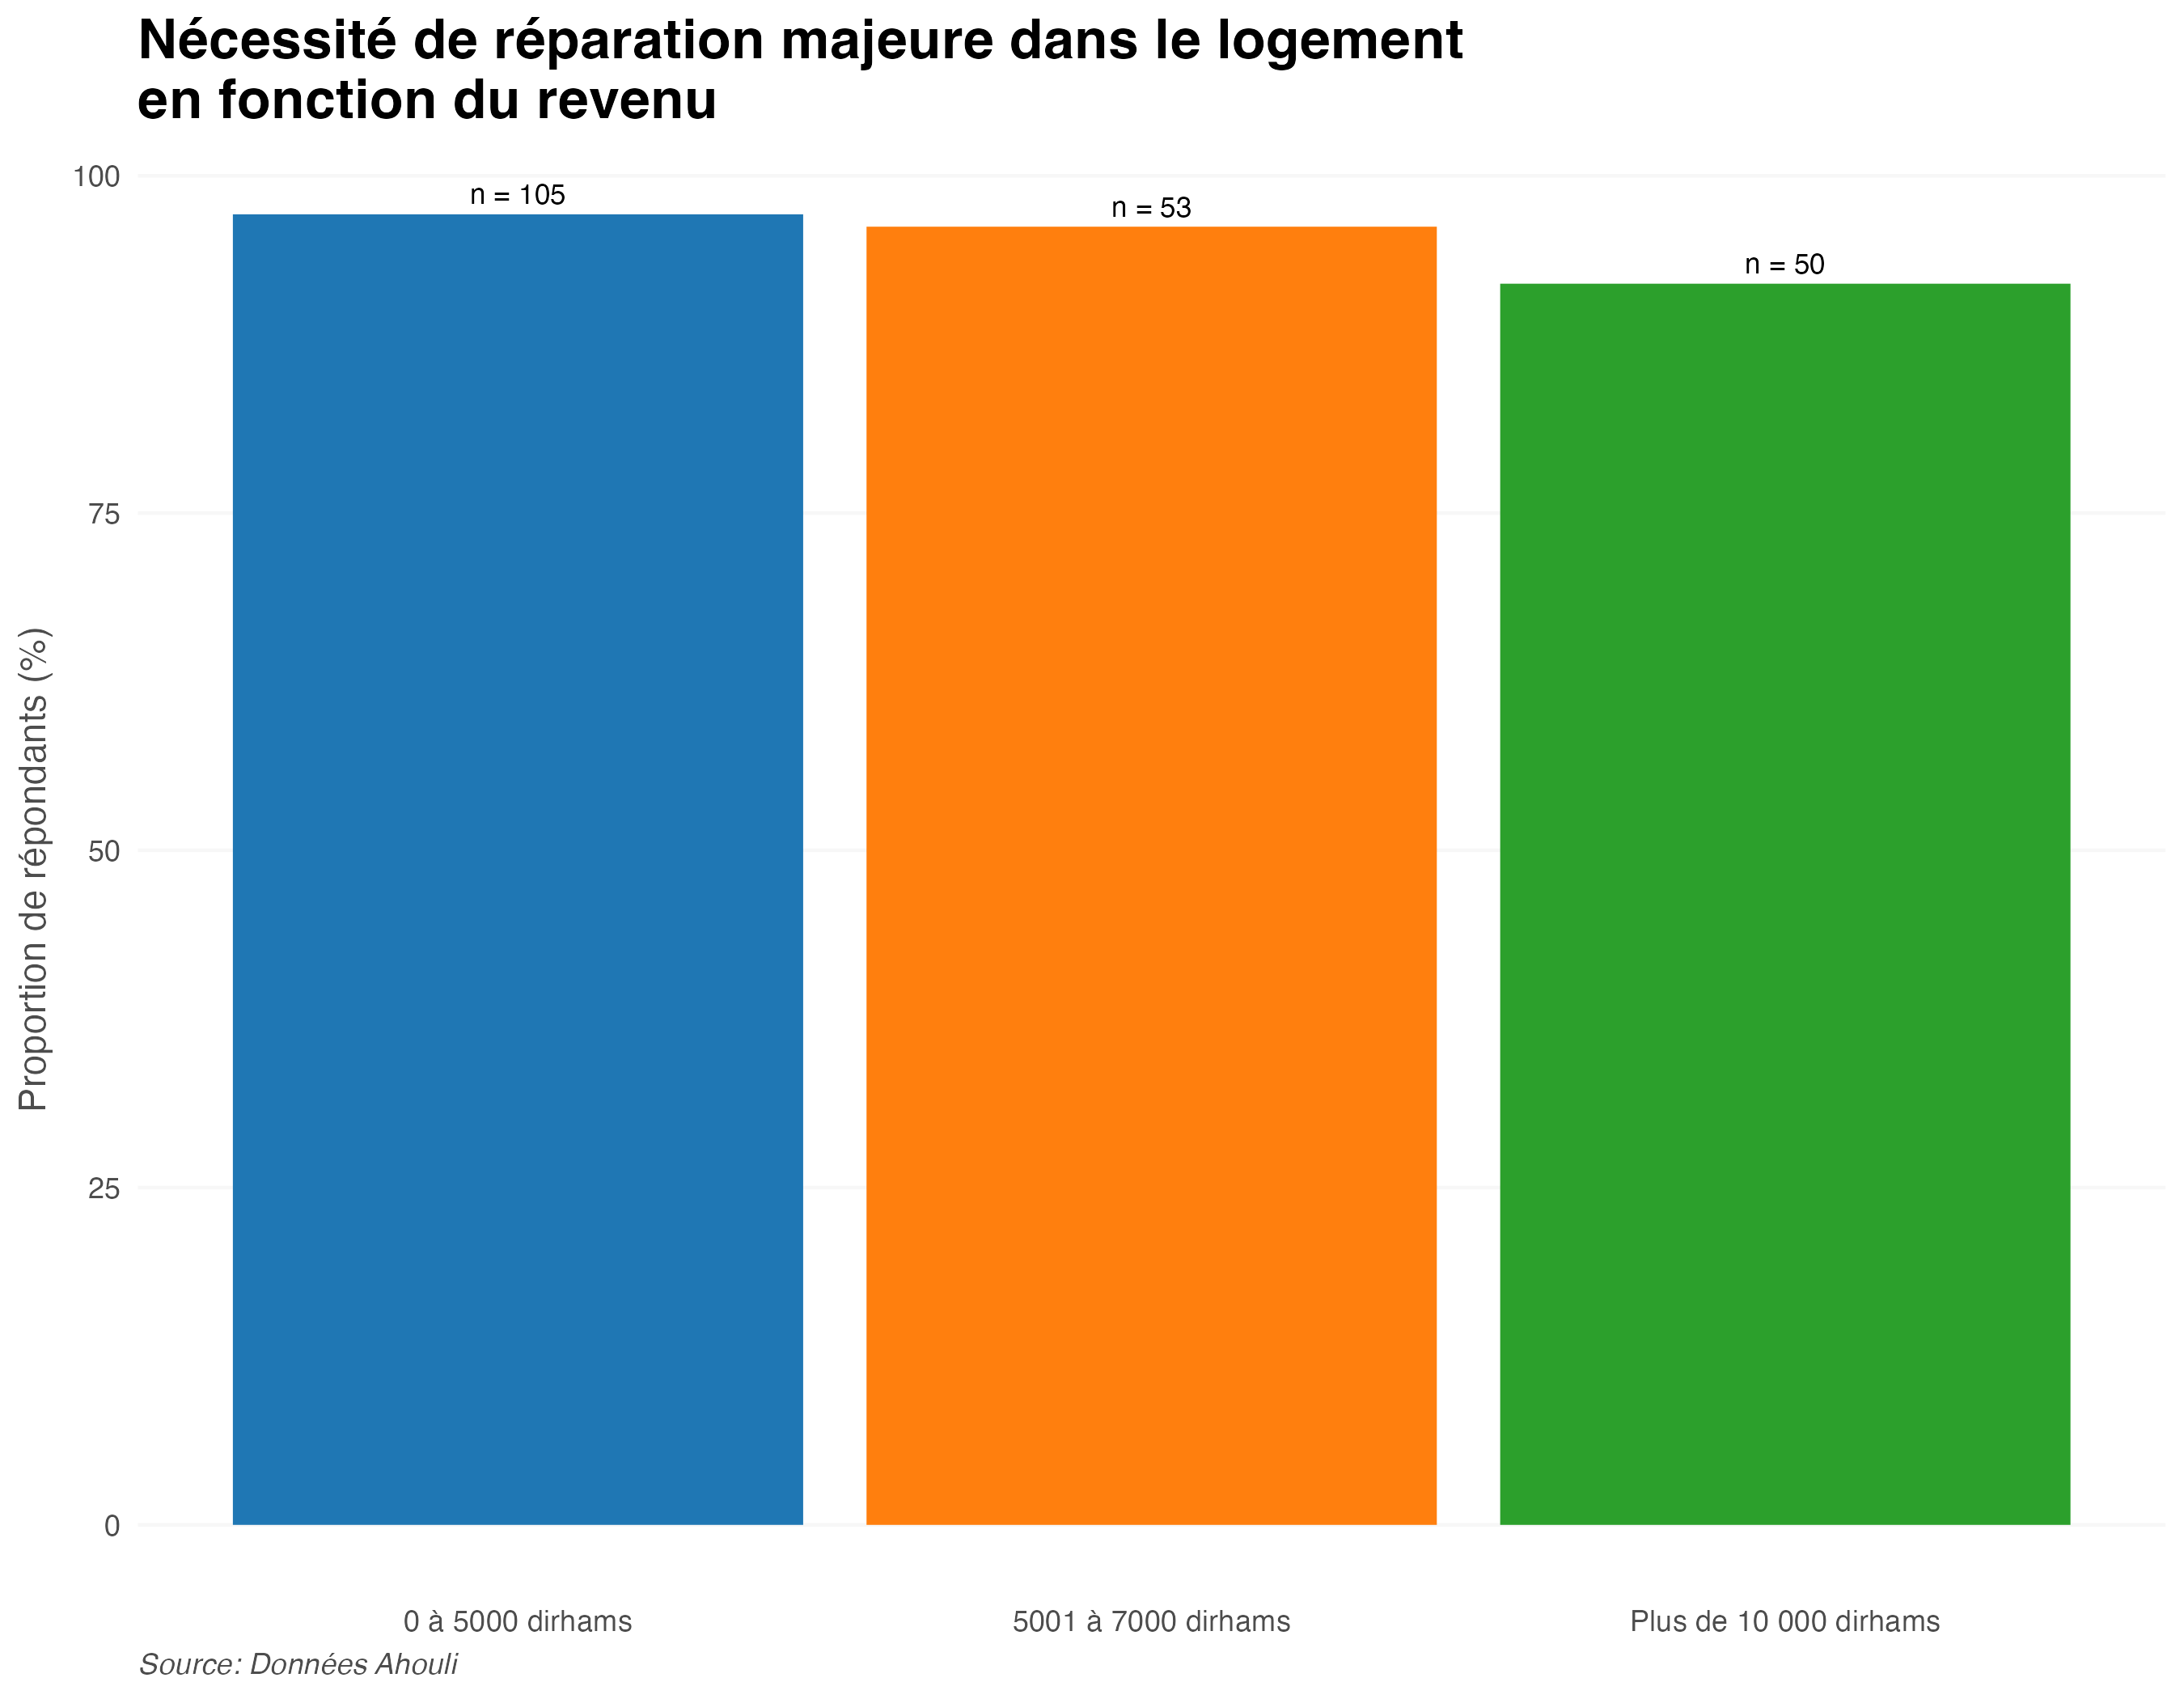 Nécessité de réparation majeure dans le logement
en fonction du revenu
Proportion de répondants (%)
100
75
50
25
0
n = 105
n = 53
n = 50
0 à 5000 dirhams
5001 à 7000 dirhams
Plus de 10 000 dirhams
Source: Données Ahouli